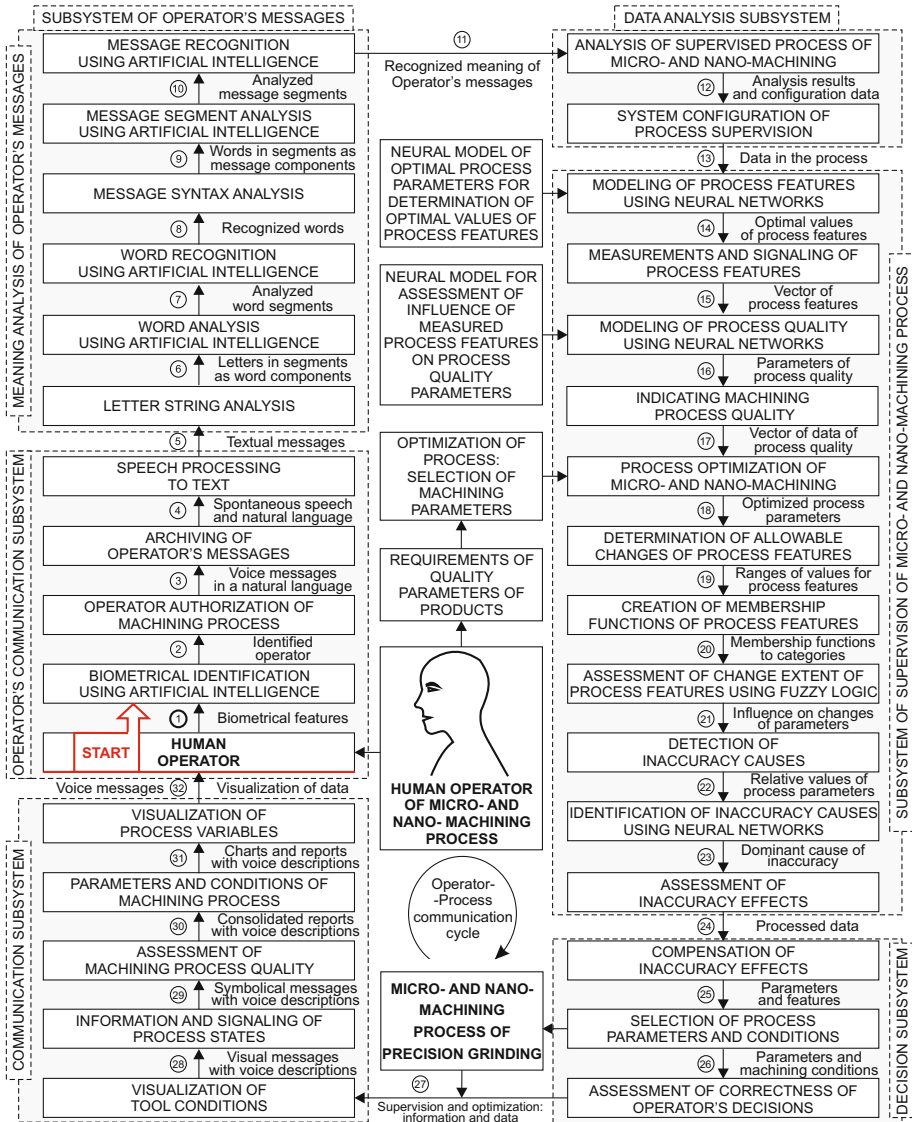 SUBSYSTEM OF OPERATOR'S MESSAGES
MEANING ANALYSIS OF OPERATOR'S MESSAGES
MESSAGE RECOGNITION
USING ARTIFICIAL INTELLIGENCE
10
Analyzed
message segments
MESSAGE SEGMENT ANALYSIS
USING ARTIFICIAL INTELLIGENCE
9
Words in segments as
message components
MESSAGE SYNTAX ANALYSIS
8
Recognized words
WORD RECOGNITION
USING ARTIFICIAL INTELLIGENCE
7
Analyzed
word segments
WORD ANALYSIS
USING ARTIFICIAL INTELLIGENCE
6
Letters in segments
as word components
LETTER STRING ANALYSIS
5
Textual messages
OPERATOR'S COMMUNICATION SUBSYSTEM
SPEECH PROCESSING
TO TEXT
4
Spontaneous speech
and natural language
ARCHIVING OF
OPERATOR'S MESSAGES
3
Voice messages
in a natural language
OPERATOR AUTHORIZATION OF
MACHINING PROCESS
2
Identified
operator
BIOMETRICAL IDENTIFICATION
USING ARTIFICIAL INTELLIGENCE
1
Biometrical features
START
HUMAN
OPERATOR
Voice messages
32
Visualization of data
COMMUNICATION SUBSYSTEM
VISUALIZATION OF
PROCESS VARIABLES
31
Charts and reports
with voice descriptions
PARAMETERS AND CONDITIONS OF
MACHINING PROCESS
30
Consolidated reports
with voice descriptions
ASSESSMENT OF
MACHINING PROCESS QUALITY
29
Symbolical messages
with voice descriptions
INFORMATION AND SIGNALING OF
PROCESS STATES
28
Visual messages
with voice descriptions
VISUALIZATION OF
TOOL CONDITIONS
11
Recognized meaning of
Operator's messages
NEURAL MODEL OF
OPTIMAL PROCESS
PARAMETERS FOR
DETERMINATION OF
OPTIMAL VALUES OF
PROCESS FEATURES
NEURAL MODEL FOR
ASSESSMENT OF
INFLUENCE OF
MEASURED
PROCESS FEATURES
ON PROCESS
QUALITY PARAMETERS
OPTIMIZATION OF
PROCESS:
SELECTION OF
MACHINING
PARAMETERS
REQUIREMENTS OF
QUALITY
PARAMETERS OF
PRODUCTS
HUMAN OPERATOR
OF MICRO- AND
NANO- MACHINING
PROCESS
Operator-
-Process
communication
cycle
MICRO- AND NANO-
MACHINING
PROCESS OF
PRECISION GRINDING
27
Supervision and optimization:
information and data
DATA ANALYSIS SUBSYSTEM
ANALYSIS OF SUPERVISED PROCESS OF
MICRO- AND NANO-MACHINING
12
Analysis results
and configuration data
SYSTEM CONFIGURATION OF
PROCESS SUPERVISION
13
Data in the process
SUBSYSTEM OF SUPERVISION OF MICRO- AND NANO-MACHINING PROCESS
MODELING OF PROCESS FEATURES
USING NEURAL NETWORKS
14
Optimal values
of process features
MEASUREMENTS AND SIGNALING
OF PROCESS FEATURES
15
Vector of
process features
MODELING OF PROCESS QUALITY
USING NEURAL NETWORKS
16
Parameters of
process quality
INDICATING MACHINING
PROCESS QUALITY
17
Vector of data of
process quality
PROCESS OPTIMIZATION OF
MICRO- AND NANO-MACHINING
18
Optimized process
parameters
DETERMINATION OF ALLOWABLE
CHANGES OF PROCESS FEATURES
19
Ranges of values for
process features
CREATION OF MEMBERSHIP
FUNCTIONS OF PROCESS FEATURES
20
Membership functions
to categories
ASSESSMENT OF CHANGE EXTENT OF
PROCESS FEATURES USING FUZZY LOGIC
21
Influence on changes
of parameters
DETECTION OF
INACCURACY CAUSES
22
Relative values of
process parameters
IDENTIFICATION OF INACCURACY CAUSES
USING NEURAL NETWORKS
23
Dominant cause of
inaccuracy
ASSESSMENT OF
INACCURACY EFFECTS
24
Processed data
DECISION SUBSYSTEM
COMPENSATION OF
INACCURACY EFFECTS
25
Parameters
and features
SELECTION OF PROCESS
PARAMETERS AND CONDITIONS
26
Parameters and
machining conditions
ASSESSMENT OF CORRECTNESS OF
OPERATOR'S DECISIONS